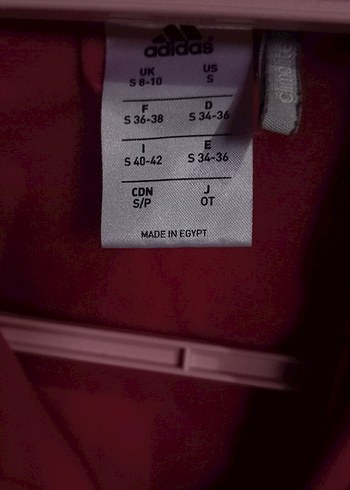 adidas
UK US
S 8-10 S
F D
S 36-38 S 34-36
I E
S 40-42 S 34-36
CDN J
S/P OT
MADE IN EGYPT